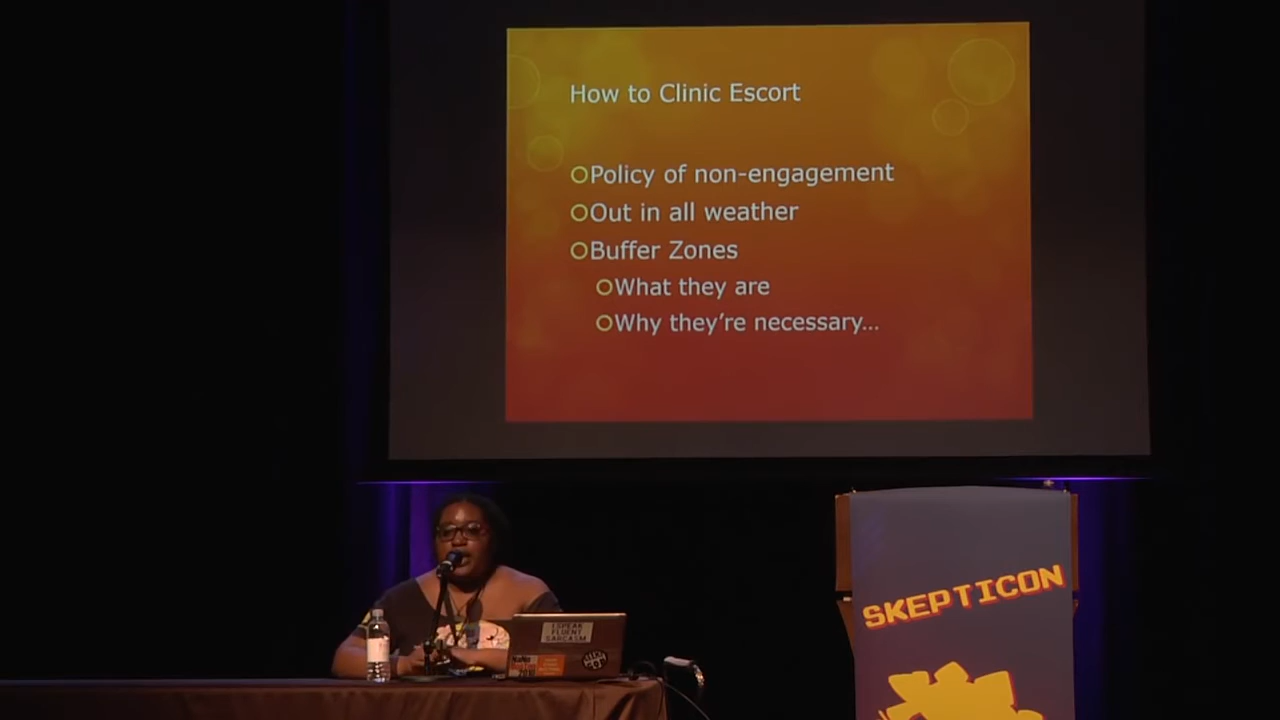 How to Clinic Escort
Policy of non-engagement
Out in all weather
Buffer Zones
What they are
Why they're necessary...
SKEPTICON
I SPEAK
FLUENT
SARCASM